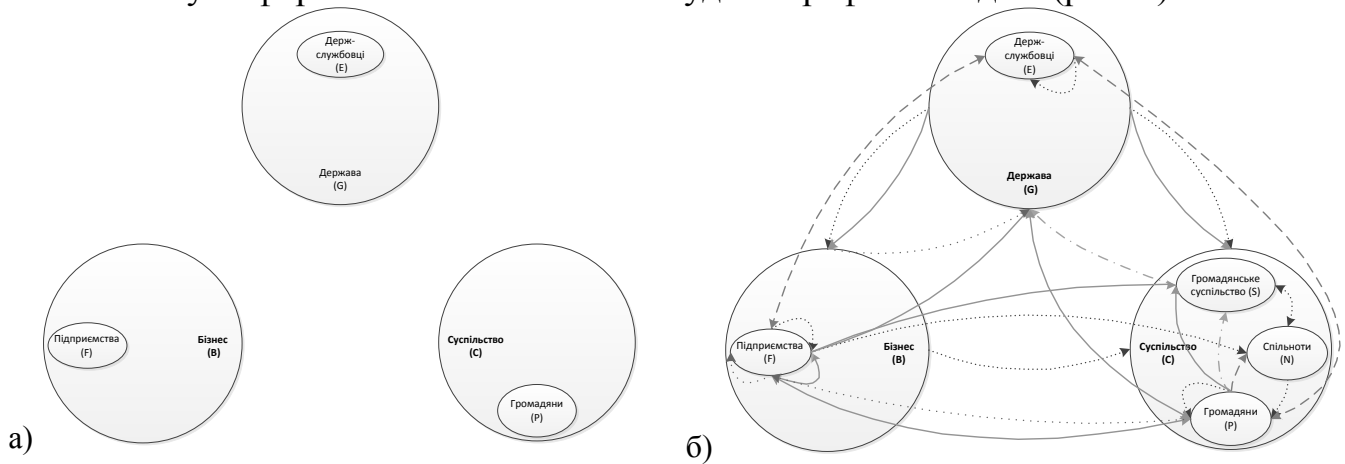 Держ-
службовці
(E)
Держава
(G)
Підприємства
(F)
Бізнес
(B)
Суспільство
(C)
Громадяни
(P)
а)
Держ-
службовці
(E)
Держава
(G)
Громадянське
суспільство (S)
Підприємства
(F)
Бізнес
(B)
Суспільство
(C)
Спільноти
(N)
Громадяни
(P)
б)